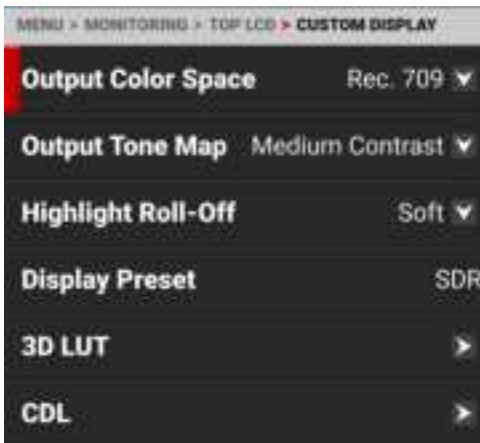 MENU > MONITORING > TOP LCD > CUSTOM DISPLAY
Output Color Space Rec. 709
Output Tone Map Medium Contrast
Highlight Roll-Off Soft
Display Preset SDR
3D LUT
CDL